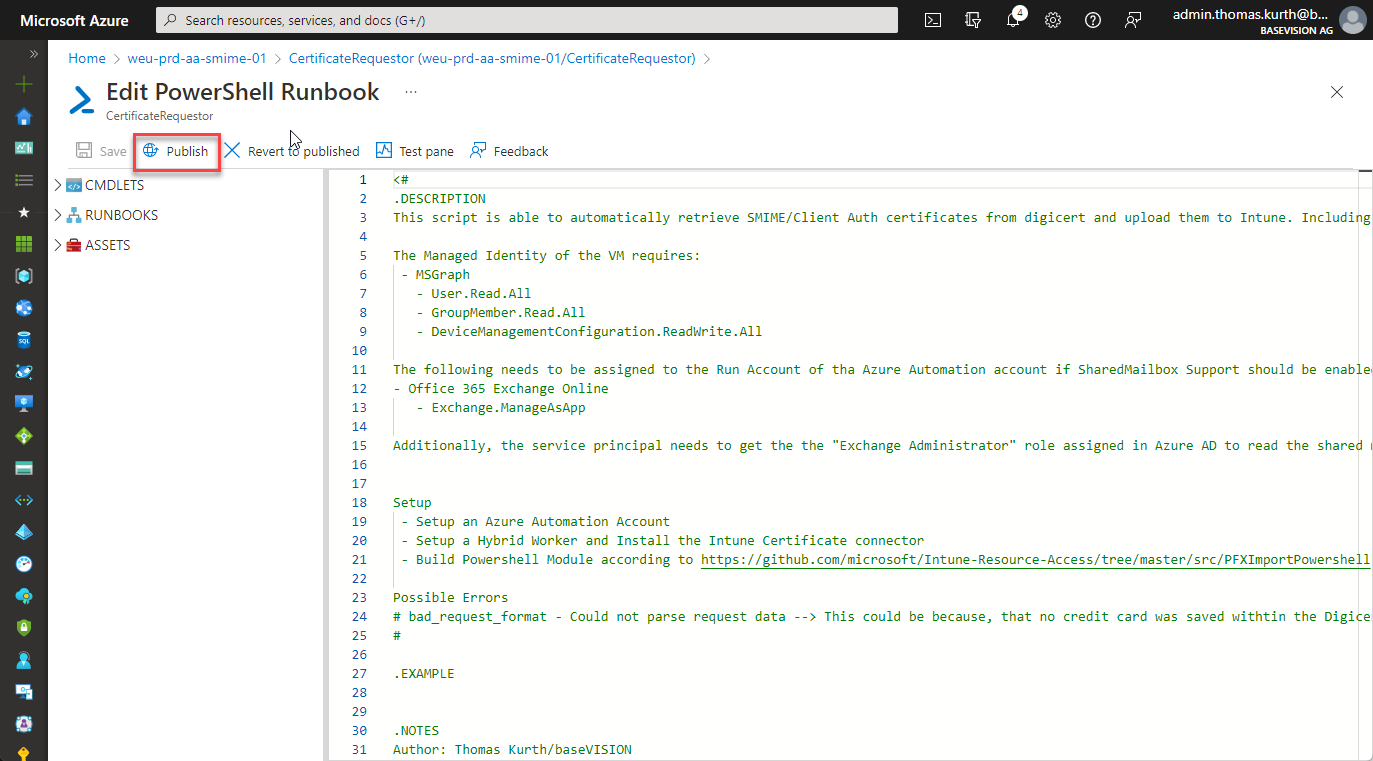 Microsoft Azure
Search resources, services, and docs (G+/)
4
admin.thomas.kurth@b...
BASEVISION AG
Home > weu-prd-aa-smime-01 > CertificateRequestor (weu-prd-aa-smime-01/CertificateRequestor) >
Edit PowerShell Runbook ...
CertificateRequestor
Save Publish Revert to published Test pane Feedback
CMDLETS
RUNBOOKS
ASSETS
1 <#
2 .DESCRIPTION
3 This script is able to automatically retrieve SMIME/Client Auth certificates from digicert and upload them to Intune. Including
4
5 The Managed Identity of the VM requires:
6 - MSGraph
7 - User.Read.All
8 - GroupMember.Read.All
9 - DeviceManagementConfiguration.ReadWrite.All
10
11 The following needs to be assigned to the Run Account of tha Azure Automation account if SharedMailbox Support should be enable
12 - Office 365 Exchange Online
13 - Exchange.ManageAsApp
14
15 Additionally, the service principal needs to get the the "Exchange Administrator" role assigned in Azure AD to read the shared
16
17
18 Setup
19 - Setup an Azure Automation Account
20 - Setup a Hybrid Worker and Install the Intune Certificate connector
21 - Build Powershell Module according to https://github.com/microsoft/Intune-Resource-Access/tree/master/src/PFXImportPowershell
22
23 Possible Errors
24 # bad_request_format - Could not parse request data --> This could be because, that no credit card was saved withtin the Digice
25 #
26
27 .EXAMPLE
28
29
30 .NOTES
31 Author: Thomas Kurth/baseVISION
SQL